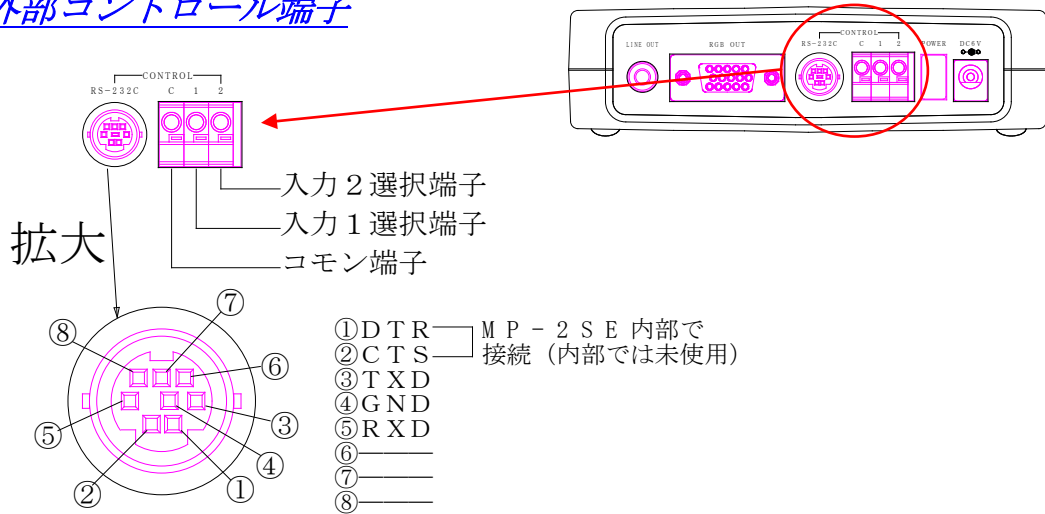 外部コントロール端子
LINE OUT
RGB OUT
CONTROL
RS-232C C 1 2
POWER
DC6V
CONTROL
RS-232C C 1 2
入力２選択端子
入力１選択端子
コモン端子
拡大
⑦
⑧
⑥
⑤
③
④
②
①
①ＤＴＲ ＭＰ－２ＳＥ 内部で
②ＣＴＳ 接続（内部では未使用）
③ＴＸＤ
④ＧＮＤ
⑤ＲＸＤ
⑥———
⑦———
⑧———